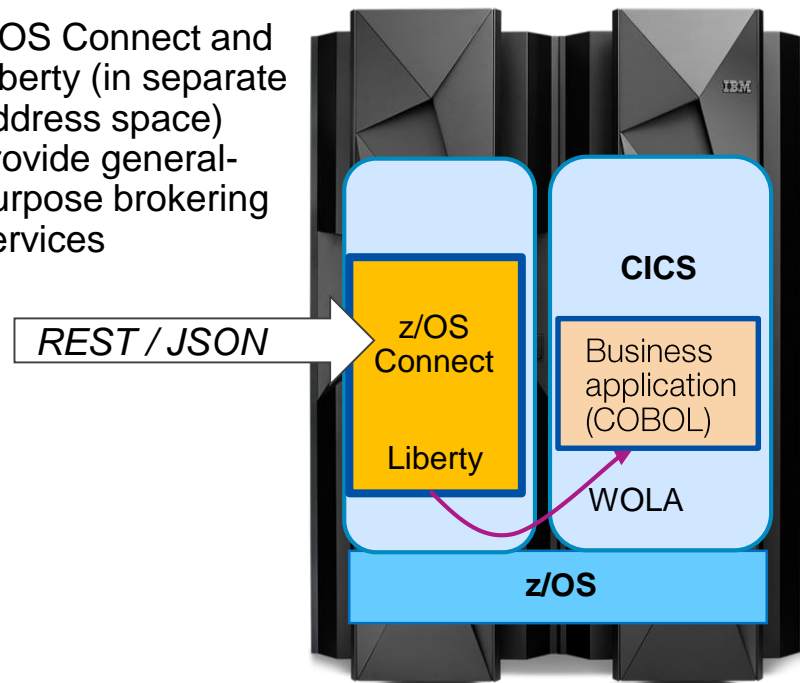 OS Connect and
iberty (in separate
ddress space)
rovide general-
urpose brokering
ervices
IBM
CICS
REST / JSON
z/OS
Connect
Business
application
(COBOL)
Liberty
WOLA
z/OS